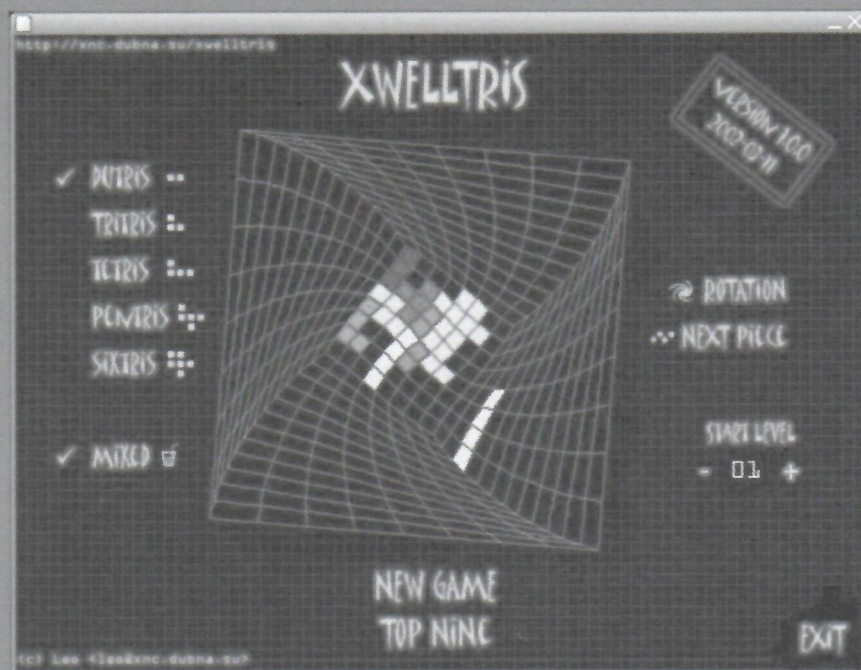 http://xnc.dubna.su/xwelltris
XWELLTRIS
VERSION 1.0.0
2002-03-11
DUTRIS
TRITRIS
TETRIS
PENTRIS
SIXTRIS
MIXED
ROTATION
NEXT PIECE
START LEVEL
- 01 +
NEW GAME
TOP NINE
EXIT
(c) Leo <leo@xnc.dubna.su>